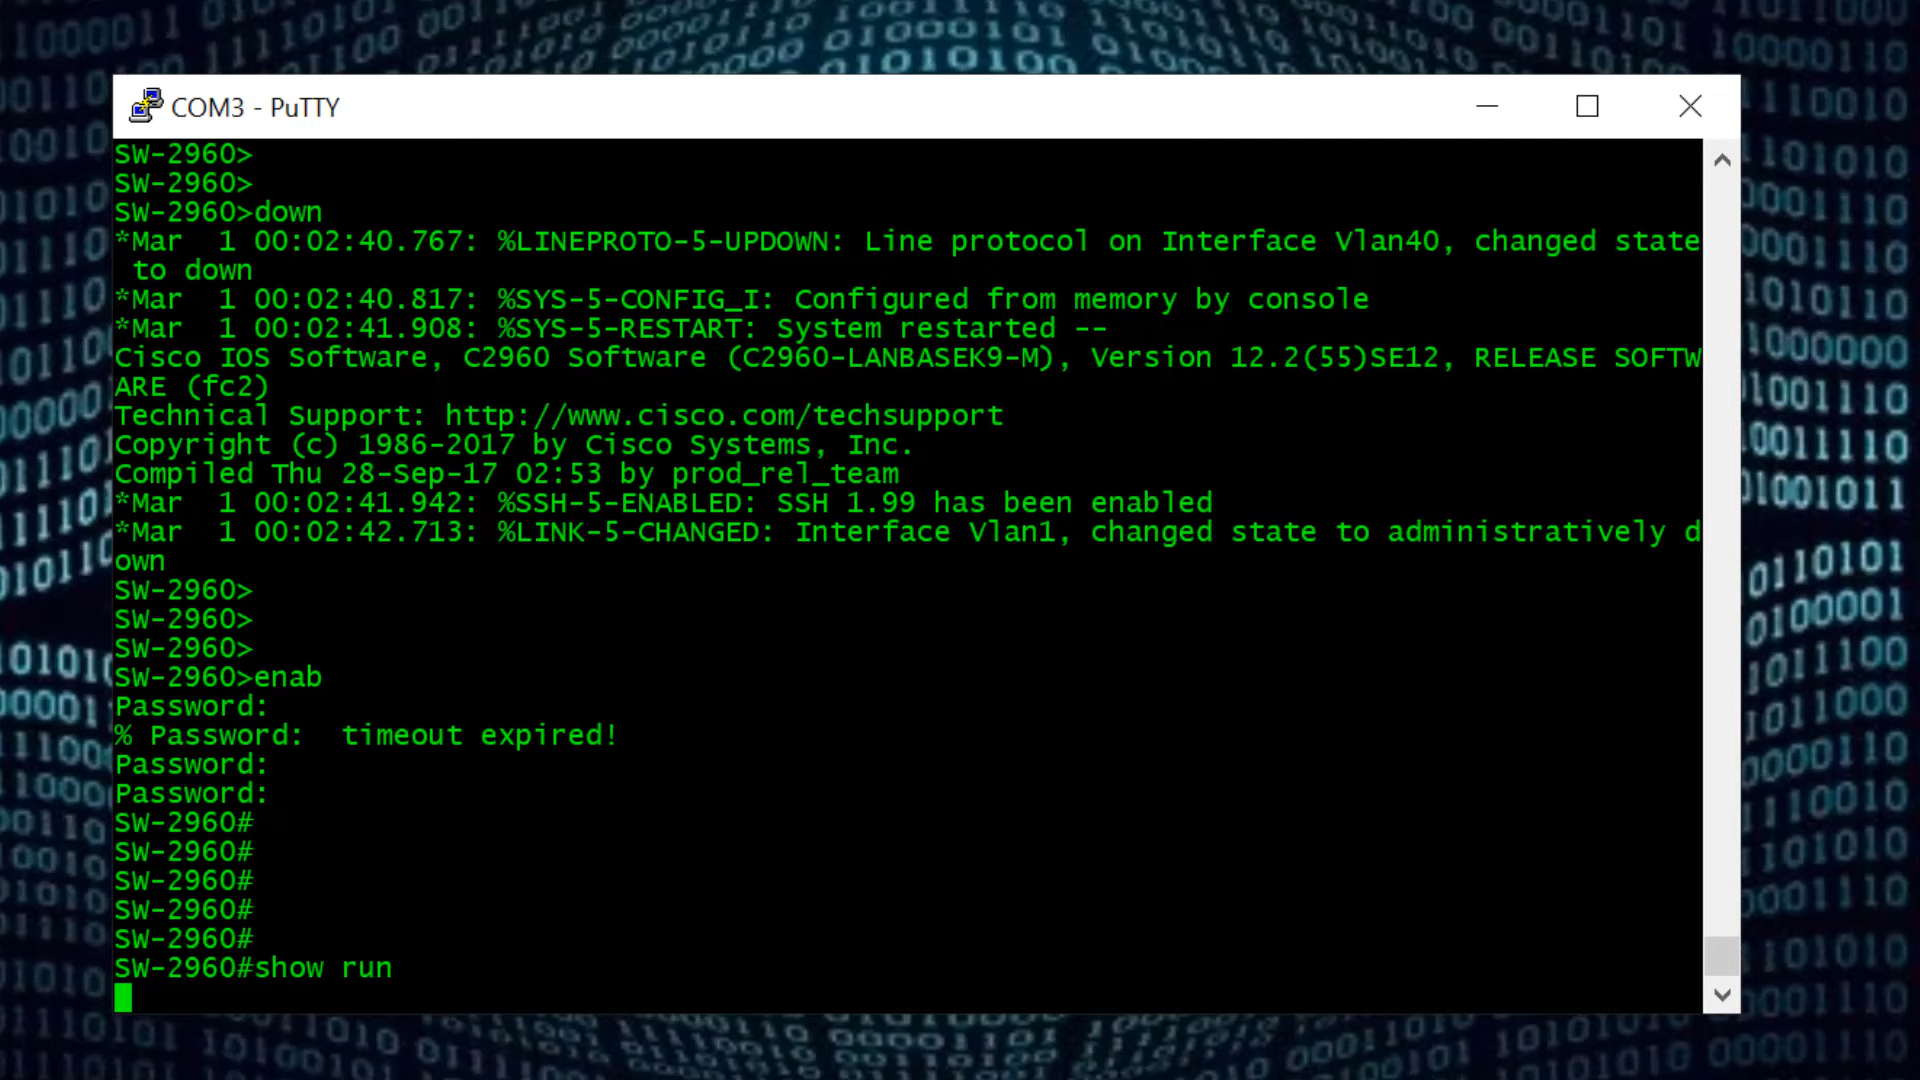 COM3 - PuTTY
SW-2960>
SW-2960>
SW-2960>down
*Mar  1 00:02:40.767: %LINEPROTO-5-UPDOWN: Line protocol on Interface Vlan40, changed state
 to down
*Mar  1 00:02:40.817: %SYS-5-CONFIG_I: Configured from memory by console
*Mar  1 00:02:41.908: %SYS-5-RESTART: System restarted --
Cisco IOS Software, C2960 Software (C2960-LANBASEK9-M), Version 12.2(55)SE12, RELEASE SOFTW
ARE (fc2)
Technical Support: http://www.cisco.com/techsupport
Copyright (c) 1986-2017 by Cisco Systems, Inc.
Compiled Thu 28-Sep-17 02:53 by prod_rel_team
*Mar  1 00:02:41.942: %SSH-5-ENABLED: SSH 1.99 has been enabled
*Mar  1 00:02:42.713: %LINK-5-CHANGED: Interface Vlan1, changed state to administratively d
own
SW-2960>
SW-2960>
SW-2960>
SW-2960>enab
Password:
% Password:  timeout expired!
Password:
Password:
SW-2960#
SW-2960#
SW-2960#
SW-2960#
SW-2960#
SW-2960#show run